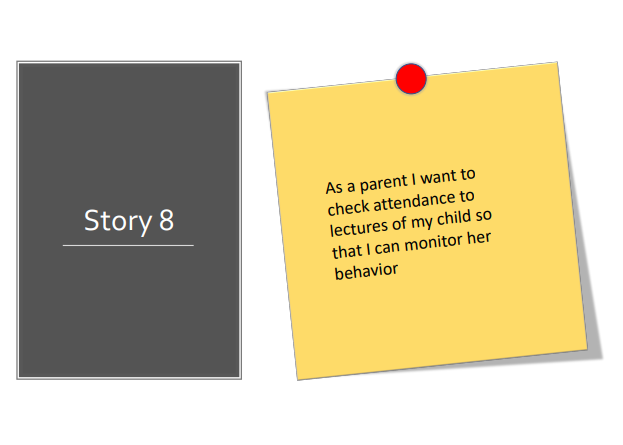 Story 8
As a parent I want to
check attendance to
lectures of my child so
that I can monitor her
behavior